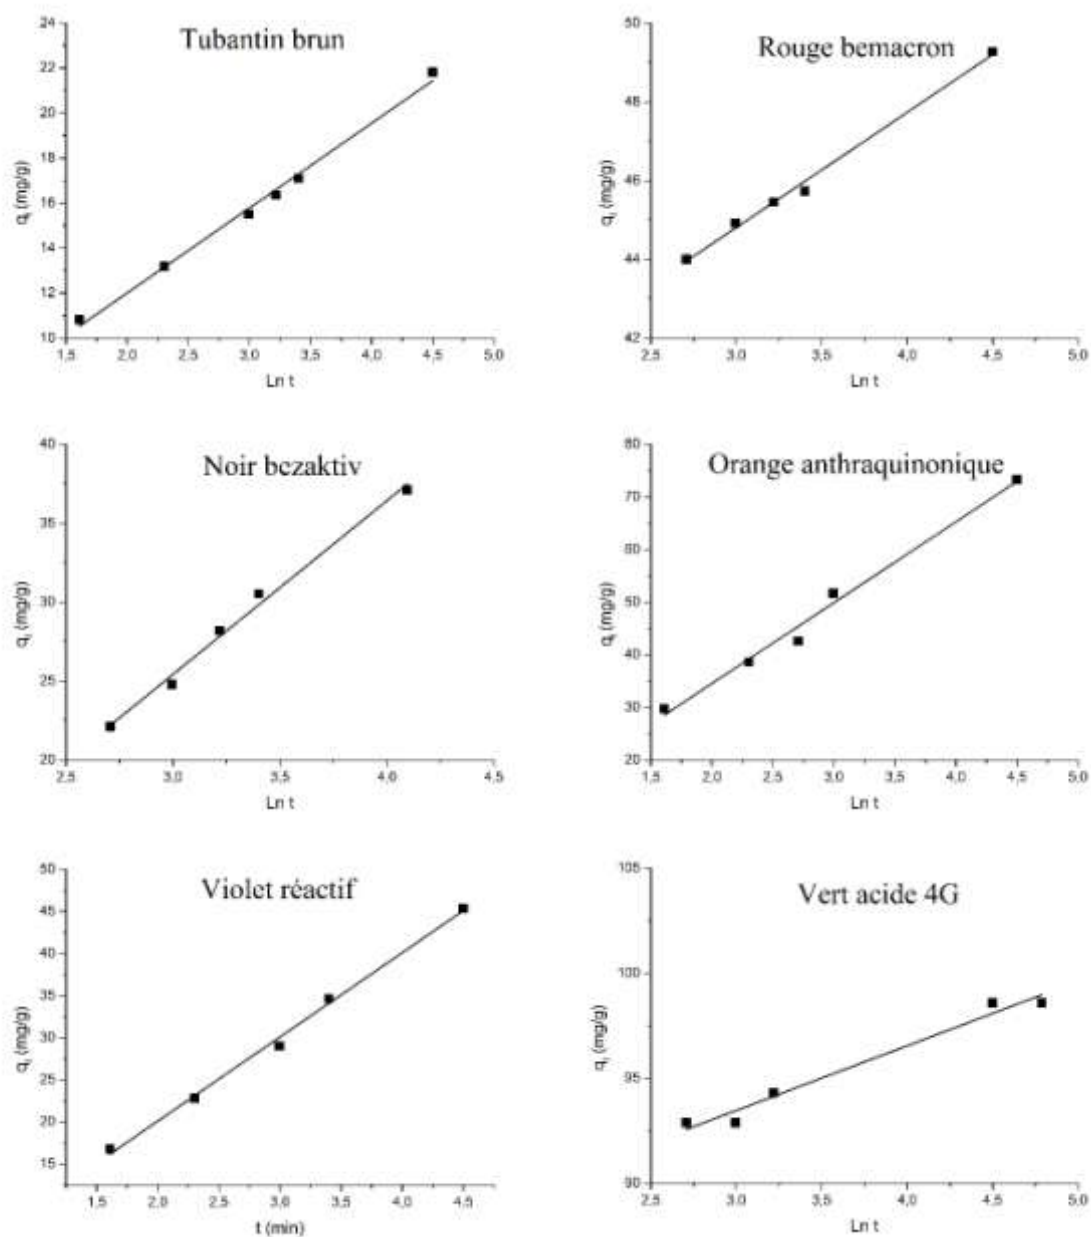 Tubantin brun
24
22
20
18
16
14
12
10
q, (mg/g)
1,5 2,0 2,5 3,0 3,5 4,0 4,5 5,0
Ln t
Rouge bemacron
50
48
46
44
42
q, (mg/g)
2,5 3,0 3,5 4,0 4,5 5,0
Ln t
Noir bezaktiv
40
35
30
25
20
q, (mg/g)
2,5 3,0 3,5 4,0 4,5
Ln t
Orange anthraquinonique
80
70
60
50
40
30
20
q, (mg/g)
1,5 2,0 2,5 3,0 3,5 4,0 4,5 5,0
Ln t
Violet réactif
50
45
40
35
30
25
20
15
q, (mg/g)
1,5 2,0 2,5 3,0 3,5 4,0 4,5
t (min)
Vert acide 4G
105
100
95
90
q, (mg/g)
2,5 3,0 3,5 4,0 4,5 5,0
Ln t